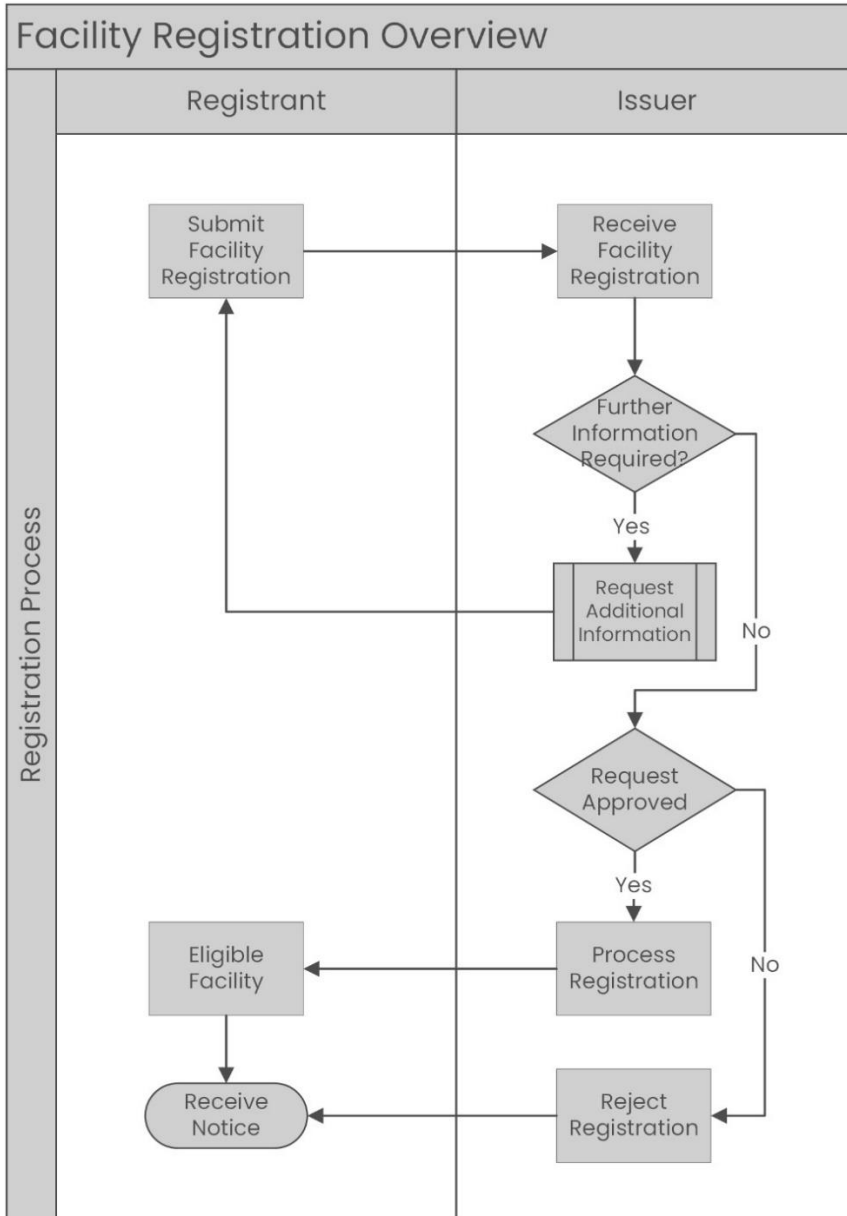 Facility Registration Overview
Registrant
Issuer
Registration Process
Submit
Facility
Registration
Receive
Facility
Registration
Further
Information
Required?
Yes
Request
Additional
Information
No
Request
Approved
Yes
Eligible
Facility
Process
Registration
No
Receive
Notice
Reject
Registration